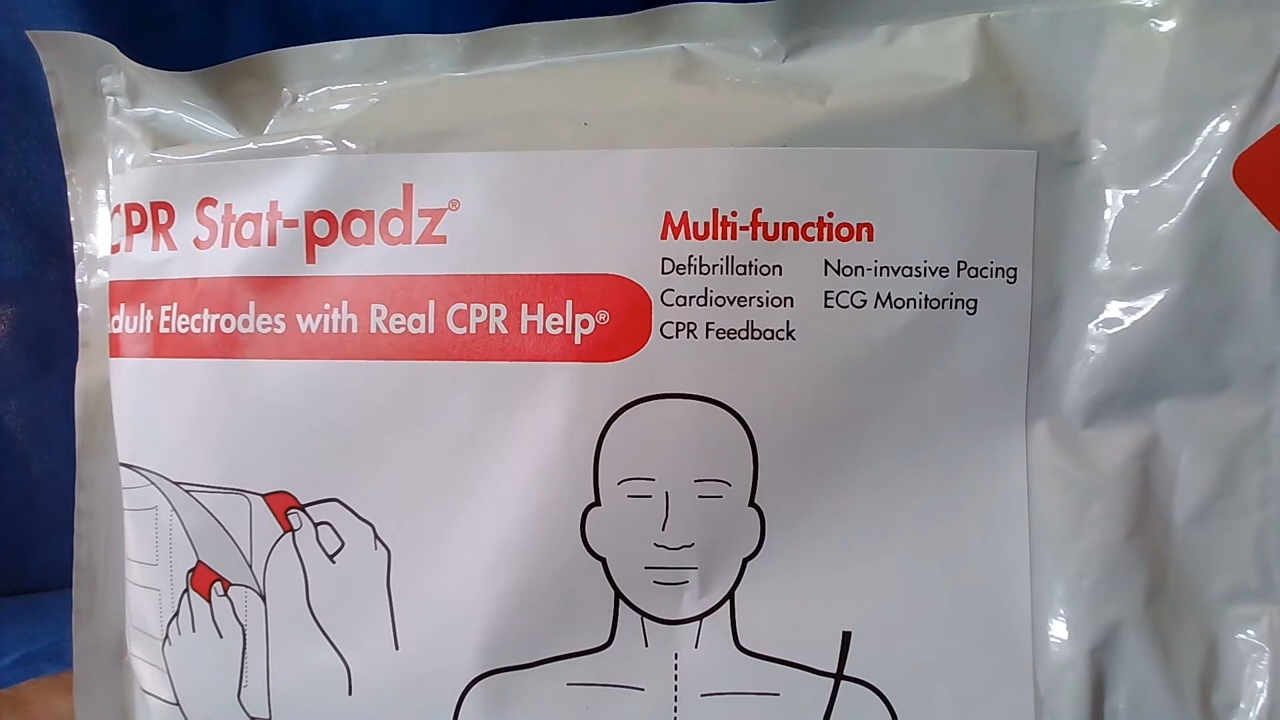 CPR Stat-padz®
dult Electrodes with Real CPR Help®
Multi-function
Defibrillation Non-invasive Pacing
Cardioversion ECG Monitoring
CPR Feedback